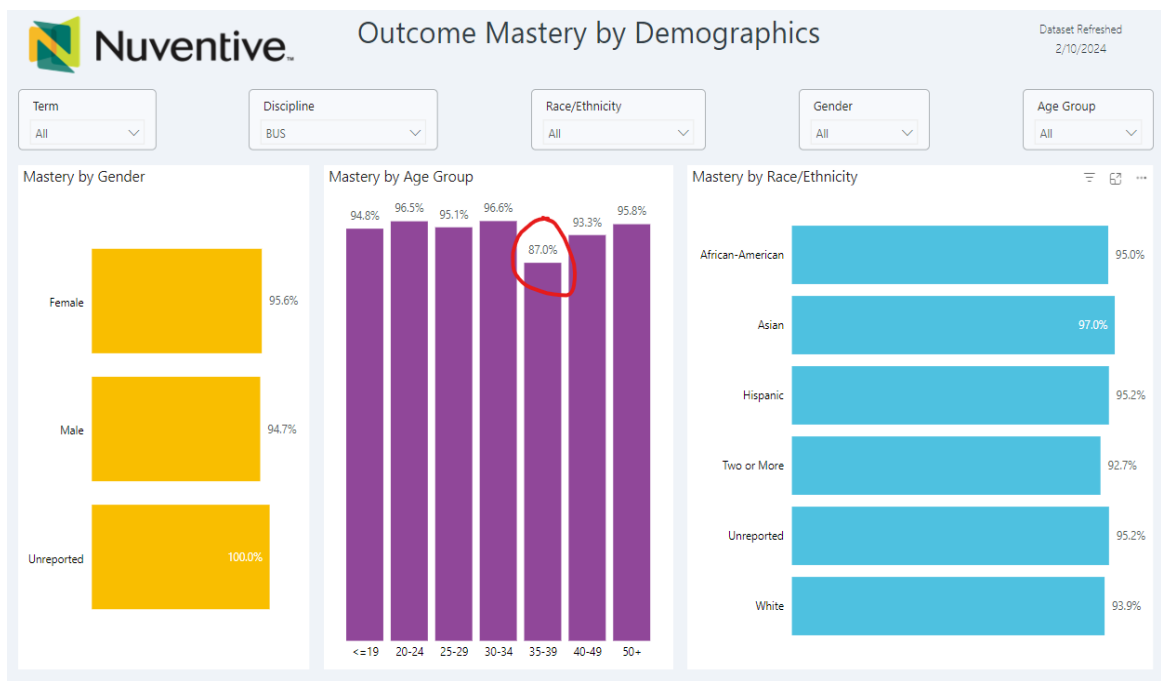 Nuventive™
Outcome Mastery by Demographics
Dataset Refreshed
2/10/2024
Term
All
Discipline
BUS
Race/Ethnicity
All
Gender
All
Age Group
All
Mastery by Gender
Female 95.6%
Male 94.7%
Unreported 100.0%
Mastery by Age Group
94.8% 96.5% 95.1% 96.6% 87.0% 93.3% 95.8%
<=19 20-24 25-29 30-34 35-39 40-49 50+
Mastery by Race/Ethnicity
African-American 95.0%
Asian 97.0%
Hispanic 95.2%
Two or More 92.7%
Unreported 95.2%
White 93.9%